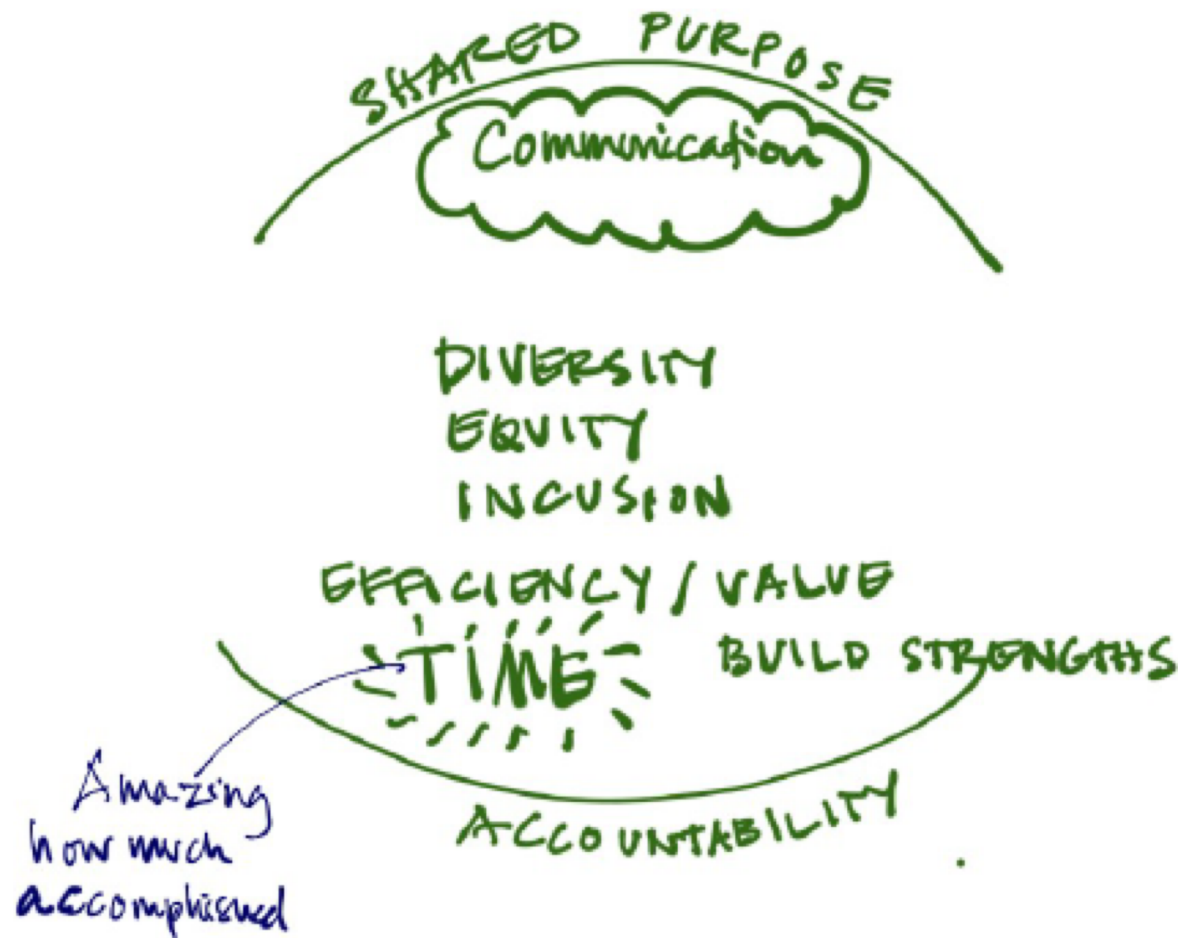 SHARED PURPOSE
Communication
DIVERSITY
EQUITY
INCUSION
EFFICIENCY / VALUE
TIME
BUILD STRENGTHS
Amazing
how much
accomplished
ACCOUNTABILITY